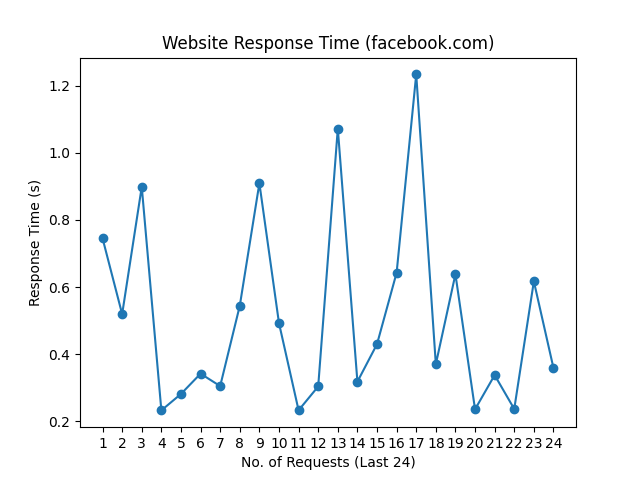 Website Response Time (facebook.com)
Response Time (s)
1.2
1.0
0.8
0.6
0.4
0.2
1 2 3 4 5 6 7 8 9 10 11 12 13 14 15 16 17 18 19 20 21 22 23 24
No. of Requests (Last 24)